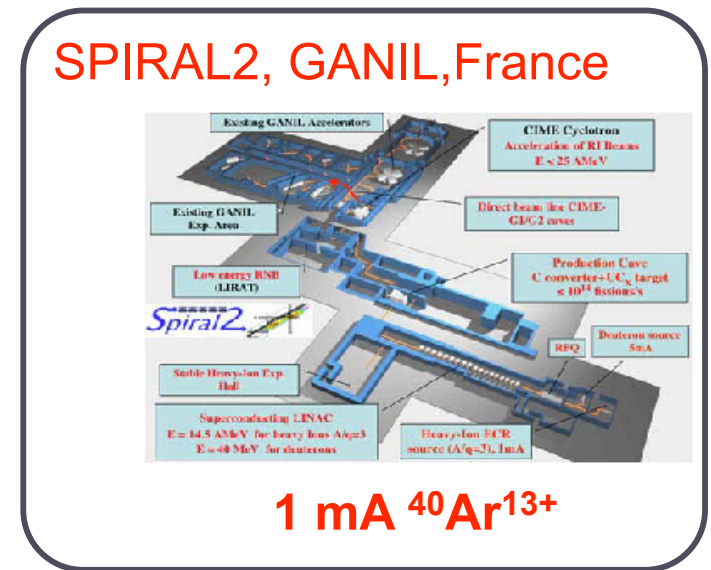 SPIRAL2, GANIL,France
Existing GANIL Accelerators
CIME Cyclotron
Acceleration of RI Beams
E < 25 AMeV
Existing GANIL
Exp. Area
Direct beam line CIME-
G1/G2 caves
Low energy RNB
(LIRAT)
Production Cave
C converter+UCx target
≤ 10¹⁴ fissions/s
Spiral2
Stable Heavy-Ion Exp.
Hall
RFQ
Deuteron source
5mA
Superconducting LINAC
E = 14.5 AMeV for heavy Ions A/q=3
E = 40 MeV for deuterons
Heavy-Ion ECR
source (A/q=3), 1mA
1 mA ⁴⁰Ar¹³⁺